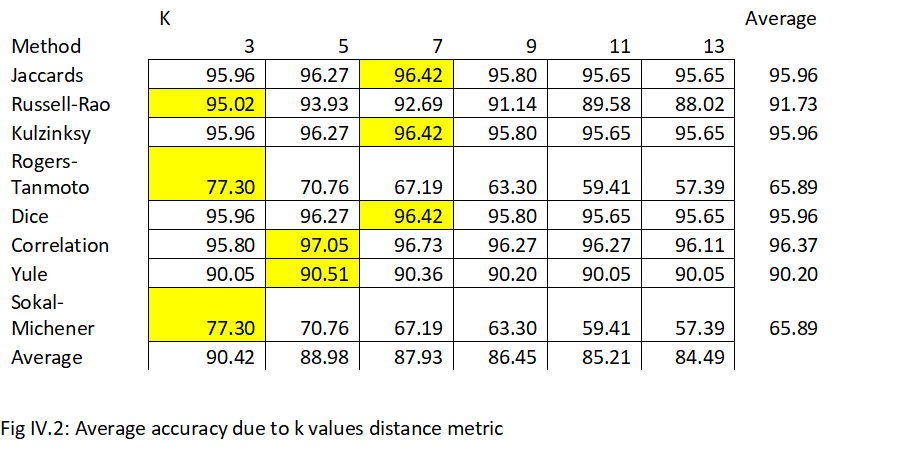 K Average
Method 3 5 7 9 11 13
Jaccards 95.96 96.27 96.42 95.80 95.65 95.65 95.96
Russell-Rao 95.02 93.93 92.69 91.14 89.58 88.02 91.73
Kulzinksy 95.96 96.27 96.42 95.80 95.65 95.65 95.96
Rogers-
Tanmoto 77.30 70.76 67.19 63.30 59.41 57.39 65.89
Dice 95.96 96.27 96.42 95.80 95.65 95.65 95.96
Correlation 95.80 97.05 96.73 96.27 96.27 96.11 96.37
Yule 90.05 90.51 90.36 90.20 90.05 90.05 90.20
Sokal-
Michener 77.30 70.76 67.19 63.30 59.41 57.39 65.89
Average 90.42 88.98 87.93 86.45 85.21 84.49
Fig IV.2: Average accuracy due to k values distance metric